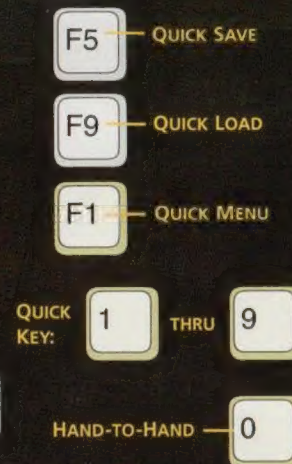 F5 QUICK SAVE
F9 QUICK LOAD
F1 QUICK MENU
QUICK KEY: 1 THRU 9
HAND-TO-HAND 0